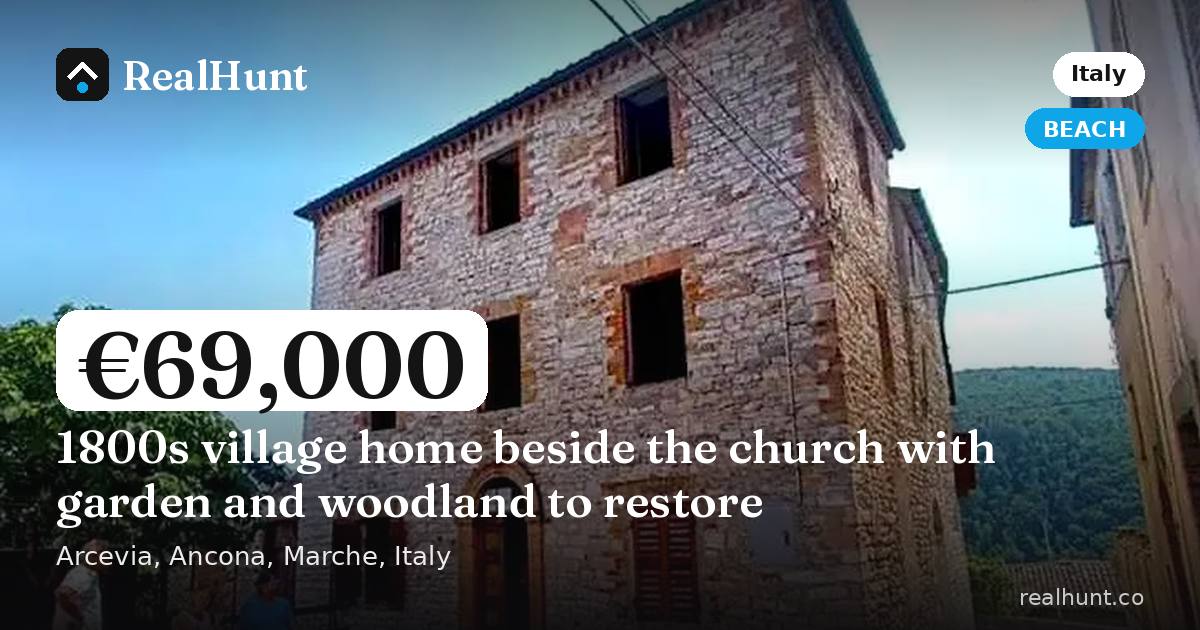 RealHunt
Italy
BEACH
€69,000
1800s village home beside the church with
garden and woodland to restore
Arcevia, Ancona, Marche, Italy
realhunt.co